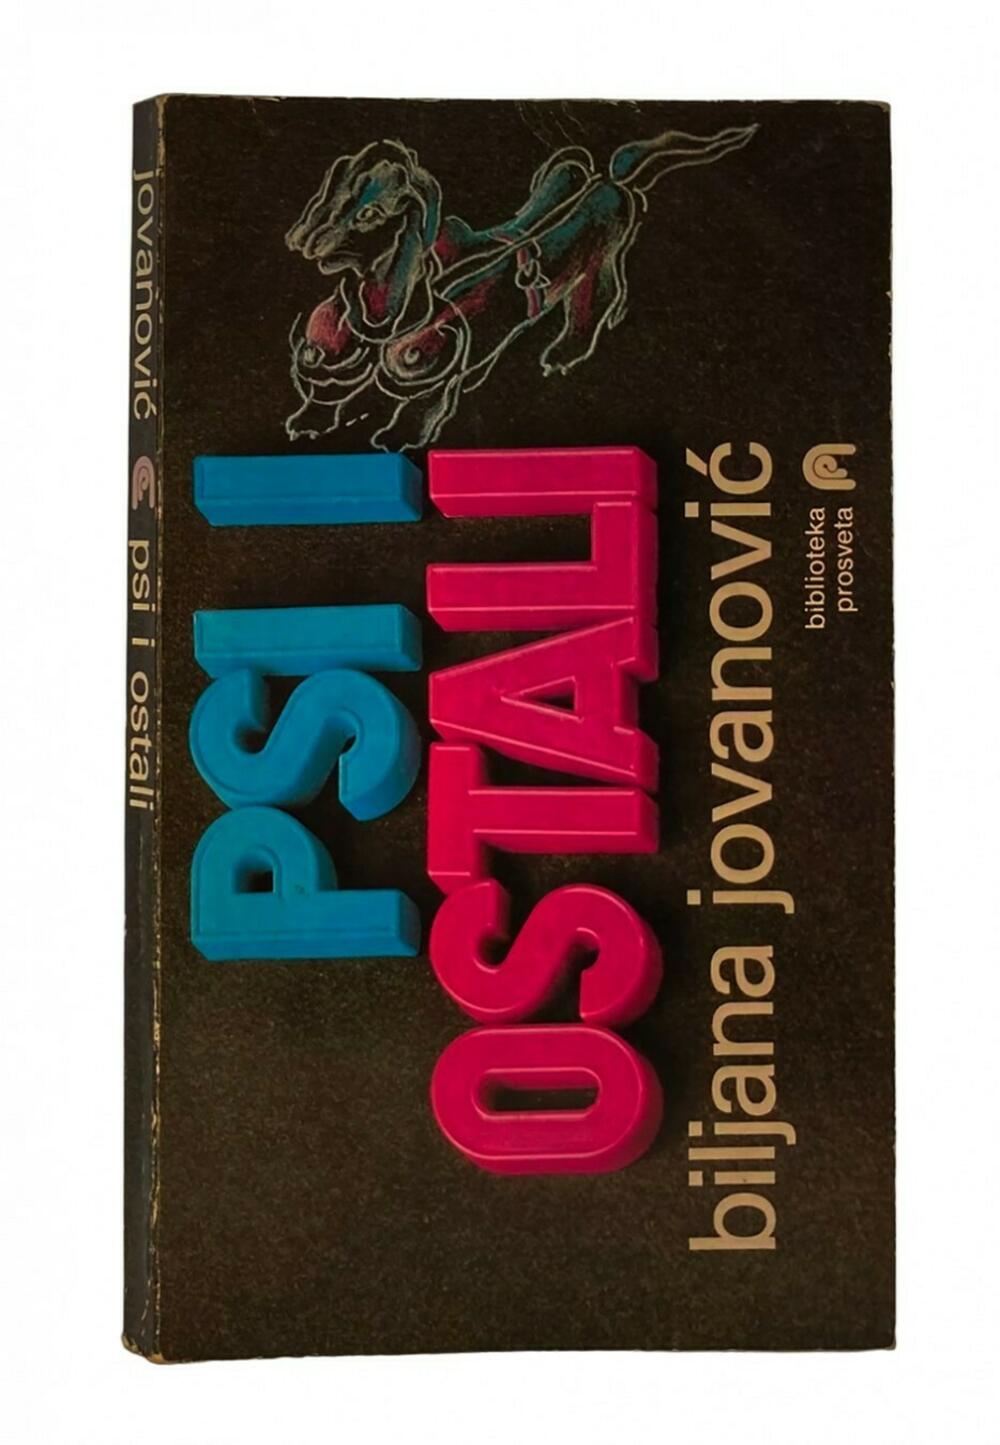 jovanović psi i ostali
PSI I
OSTALI
biljana jovanović
biblioteka
prosveta